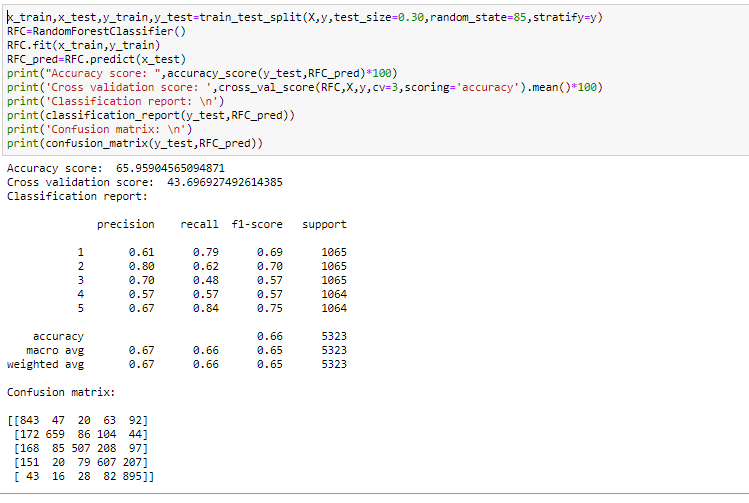 x_train,x_test,y_train,y_test=train_test_split(X,y,test_size=0.30,random_state=85,stratify=y)
RFC=RandomForestClassifier()
RFC.fit(x_train,y_train)
RFC_pred=RFC.predict(x_test)
print("Accuracy score: ",accuracy_score(y_test,RFC_pred)*100)
print('Cross validation score: ',cross_val_score(RFC,X,y,cv=3,scoring='accuracy').mean()*100)
print('Classification report: \n')
print(classification_report(y_test,RFC_pred))
print('Confusion matrix: \n')
print(confusion_matrix(y_test,RFC_pred))
Accuracy score:  65.95904565094871
Cross validation score:  43.696927492614385
Classification report:
precision    recall  f1-score   support
1       0.61      0.79      0.69      1065
2       0.80      0.62      0.70      1065
3       0.70      0.48      0.57      1065
4       0.57      0.57      0.57      1064
5       0.67      0.84      0.75      1064
accuracy                           0.66      5323
macro avg       0.67      0.66      0.65      5323
weighted avg       0.67      0.66      0.65      5323
Confusion matrix:
[[843  47  20  63  92]
[172 659  86 104  44]
[168  85 507 208  97]
[151  20  79 607 207]
[ 43  16  28  82 895]]